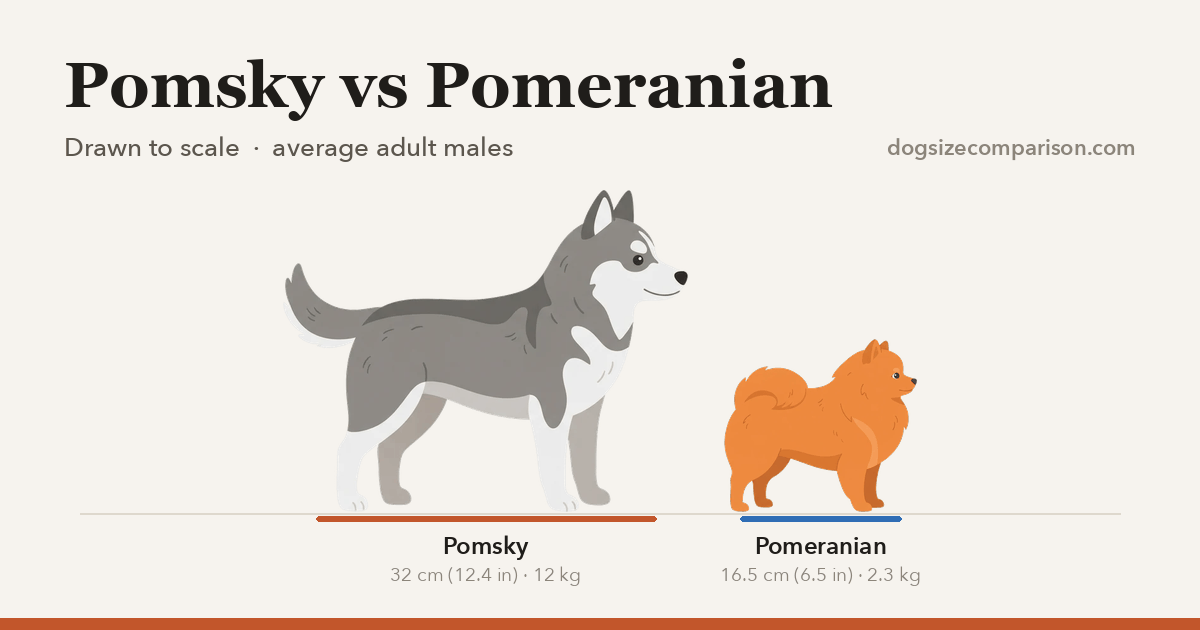 Pomsky vs Pomeranian
Drawn to scale · average adult males
dogsizecomparison.com
Pomsky
32 cm (12.4 in) · 12 kg
Pomeranian
16.5 cm (6.5 in) · 2.3 kg